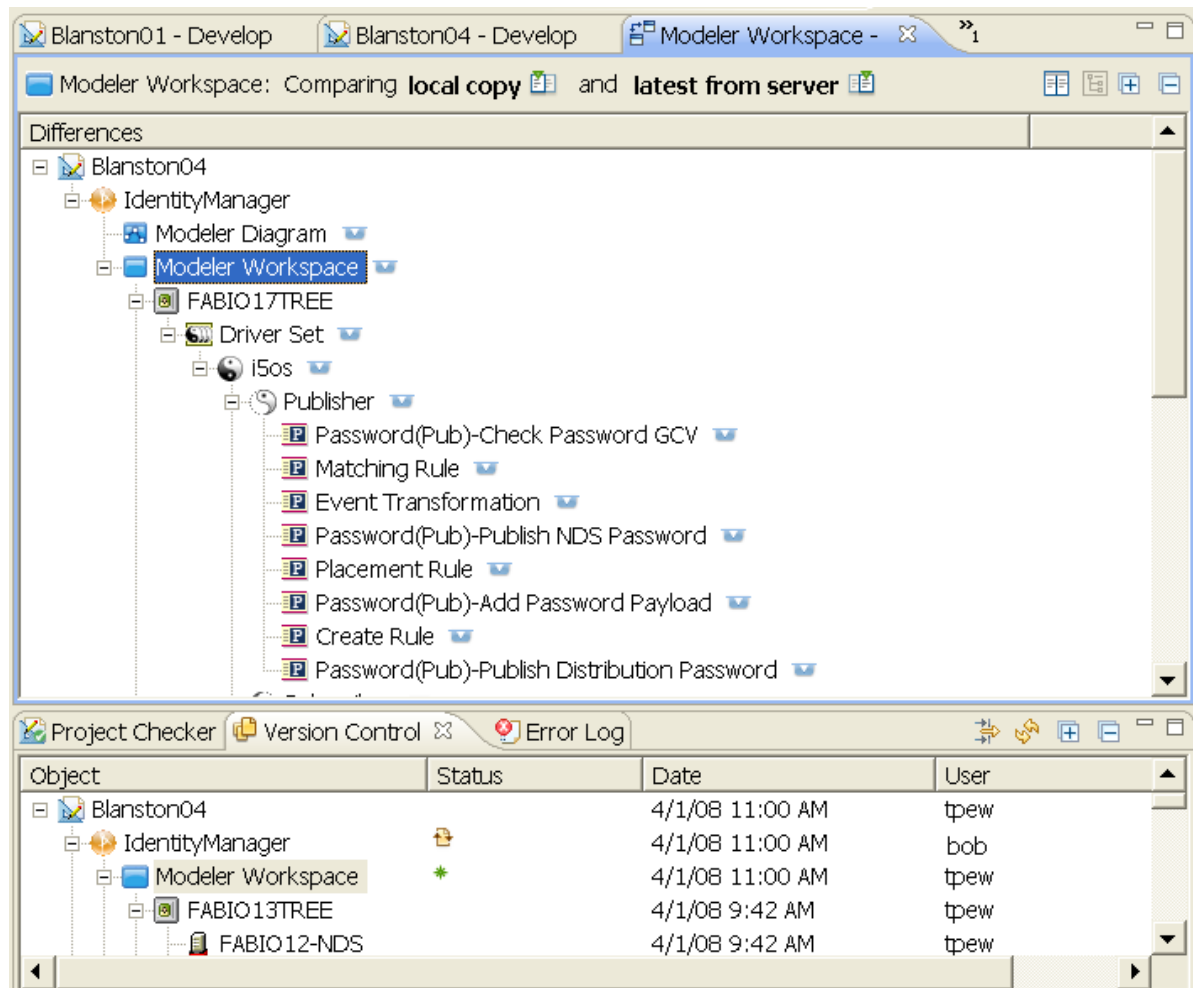 Blanston01 - Develop Blanston04 - Develop Modeler Workspace - »1
Modeler Workspace: Comparing local copy and latest from server
Differences
Blanston04
IdentityManager
Modeler Diagram
Modeler Workspace
FABIO17TREE
Driver Set
i5os
Publisher
Password(Pub)-Check Password GCV
Matching Rule
Event Transformation
Password(Pub)-Publish NDS Password
Placement Rule
Password(Pub)-Add Password Payload
Create Rule
Password(Pub)-Publish Distribution Password
Project Checker Version Control Error Log
Object Status Date User
Blanston04 4/1/08 11:00 AM tpew
IdentityManager 4/1/08 11:00 AM bob
Modeler Workspace 4/1/08 11:00 AM tpew
FABIO13TREE 4/1/08 9:42 AM tpew
FABIO12-NDS 4/1/08 9:42 AM tpew